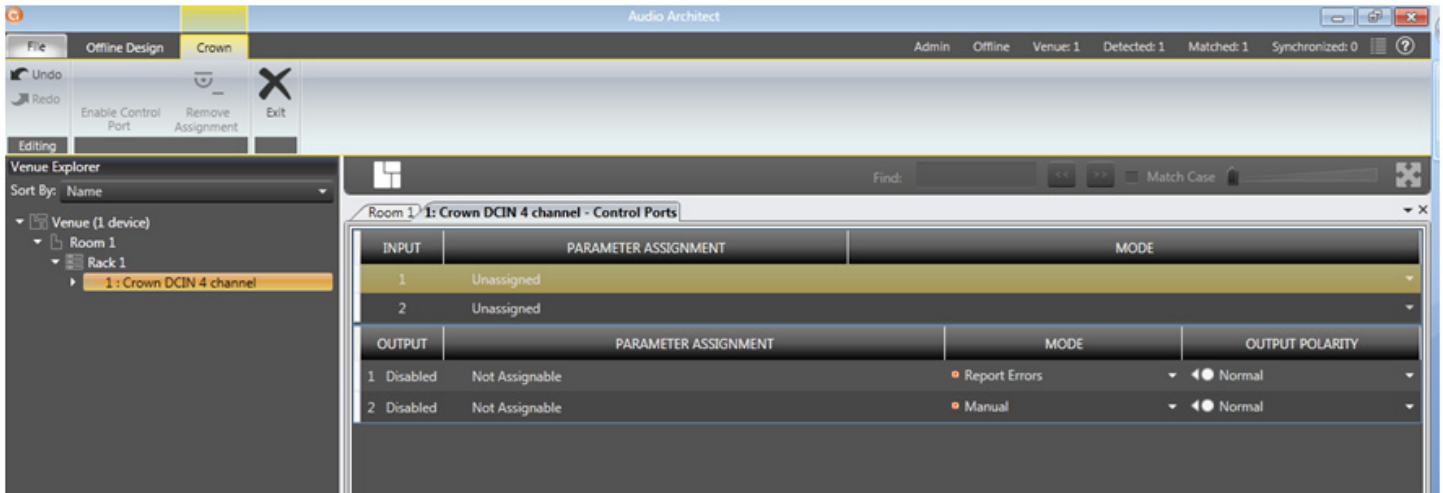 Audio Architect
File Offline Design Crown Admin Offline Venue: 1 Detected: 1 Matched: 1 Synchronized: 0 ?
Undo
Redo
Enable Control Port
Remove Assignment
Exit
Editing
Venue Explorer
Sort By: Name
Venue (1 device)
Room 1
Rack 1
1 : Crown DCIN 4 channel
Find: << >> Match Case
Room 1 1: Crown DCIN 4 channel - Control Ports
INPUT PARAMETER ASSIGNMENT MODE
1 Unassigned
2 Unassigned
OUTPUT PARAMETER ASSIGNMENT MODE OUTPUT POLARITY
1 Disabled Not Assignable Report Errors Normal
2 Disabled Not Assignable Manual Normal